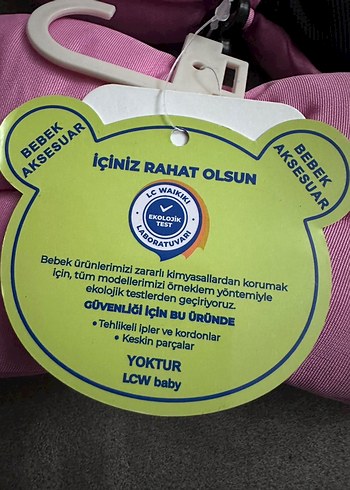 BEBEK
AKSESUAR
BEBEK
AKSESUAR
İÇİNİZ RAHAT OLSUN
LC WAIKIKI
EKOLOJİK
TEST
LABORATUVARI
Bebek ürünlerimizi zararlı kimyasallardan korumak
için, tüm modellerimizi örneklem yöntemiyle
ekolojik testlerden geçiriyoruz.
GÜVENLİĞİ İÇİN BU ÜRÜNDE
• Tehlikeli ipler ve kordonlar
• Keskin parçalar
YOKTUR
LCW baby